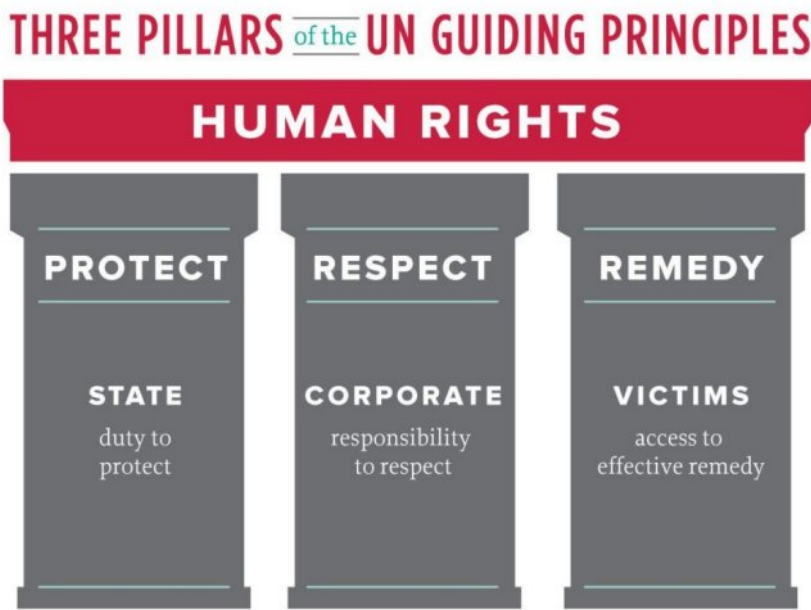 THREE PILLARS of the UN GUIDING PRINCIPLES
HUMAN RIGHTS
PROTECT
STATE
duty to
protect
RESPECT
CORPORATE
responsibility
to respect
REMEDY
VICTIMS
access to
effective remedy